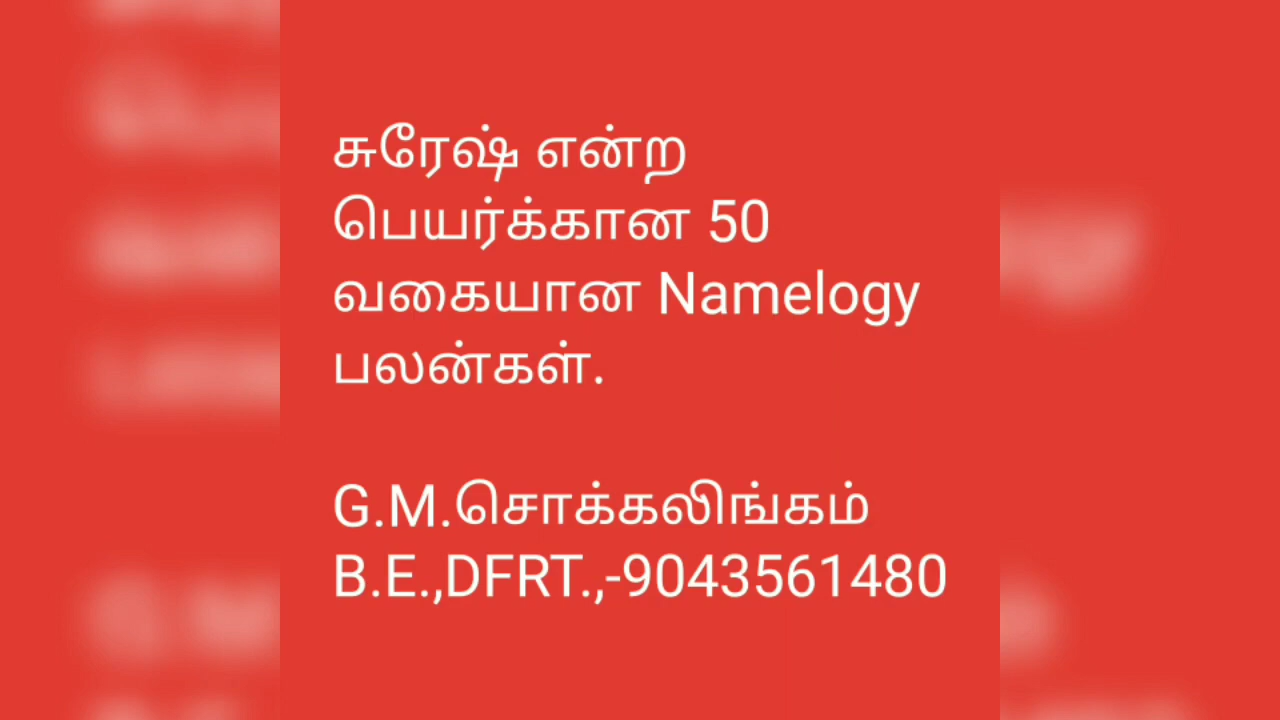 சுரேஷ் என்ற
பெயர்க்கான 50
வகையான Namelogy
பலன்கள்.
G.M.சொக்கலிங்கம்
B.E.,DFRT.,-9043561480